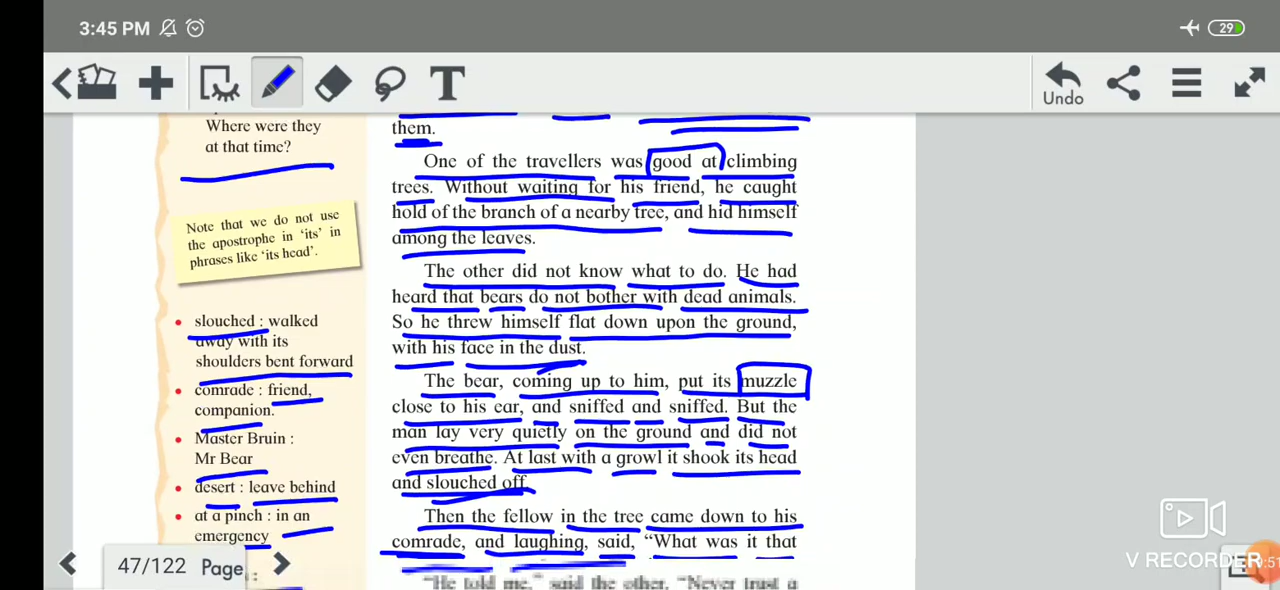 3:45 PM
29
T
Undo
Where were they
at that time?
Note that we do not use
the apostrophe in 'its' in
phrases like 'its head'.
slouched : walked
away with its
shoulders bent forward
comrade : friend,
companion.
Master Bruin :
Mr Bear
desert : leave behind
at a pinch : in an
emergency
them.
One of the travellers was good at climbing
trees. Without waiting for his friend, he caught
hold of the branch of a nearby tree, and hid himself
among the leaves.
The other did not know what to do. He had
heard that bears do not bother with dead animals.
So he threw himself flat down upon the ground,
with his face in the dust.
The bear, coming up to him, put its muzzle
close to his ear, and sniffed and sniffed. But the
man lay very quietly on the ground and did not
even breathe. At last with a growl it shook its head
and slouched off.
Then the fellow in the tree came down to his
comrade, and laughing, said, "What was it that
"He told me," said the other, "Never trust a
47/122 Page
V RECORDER